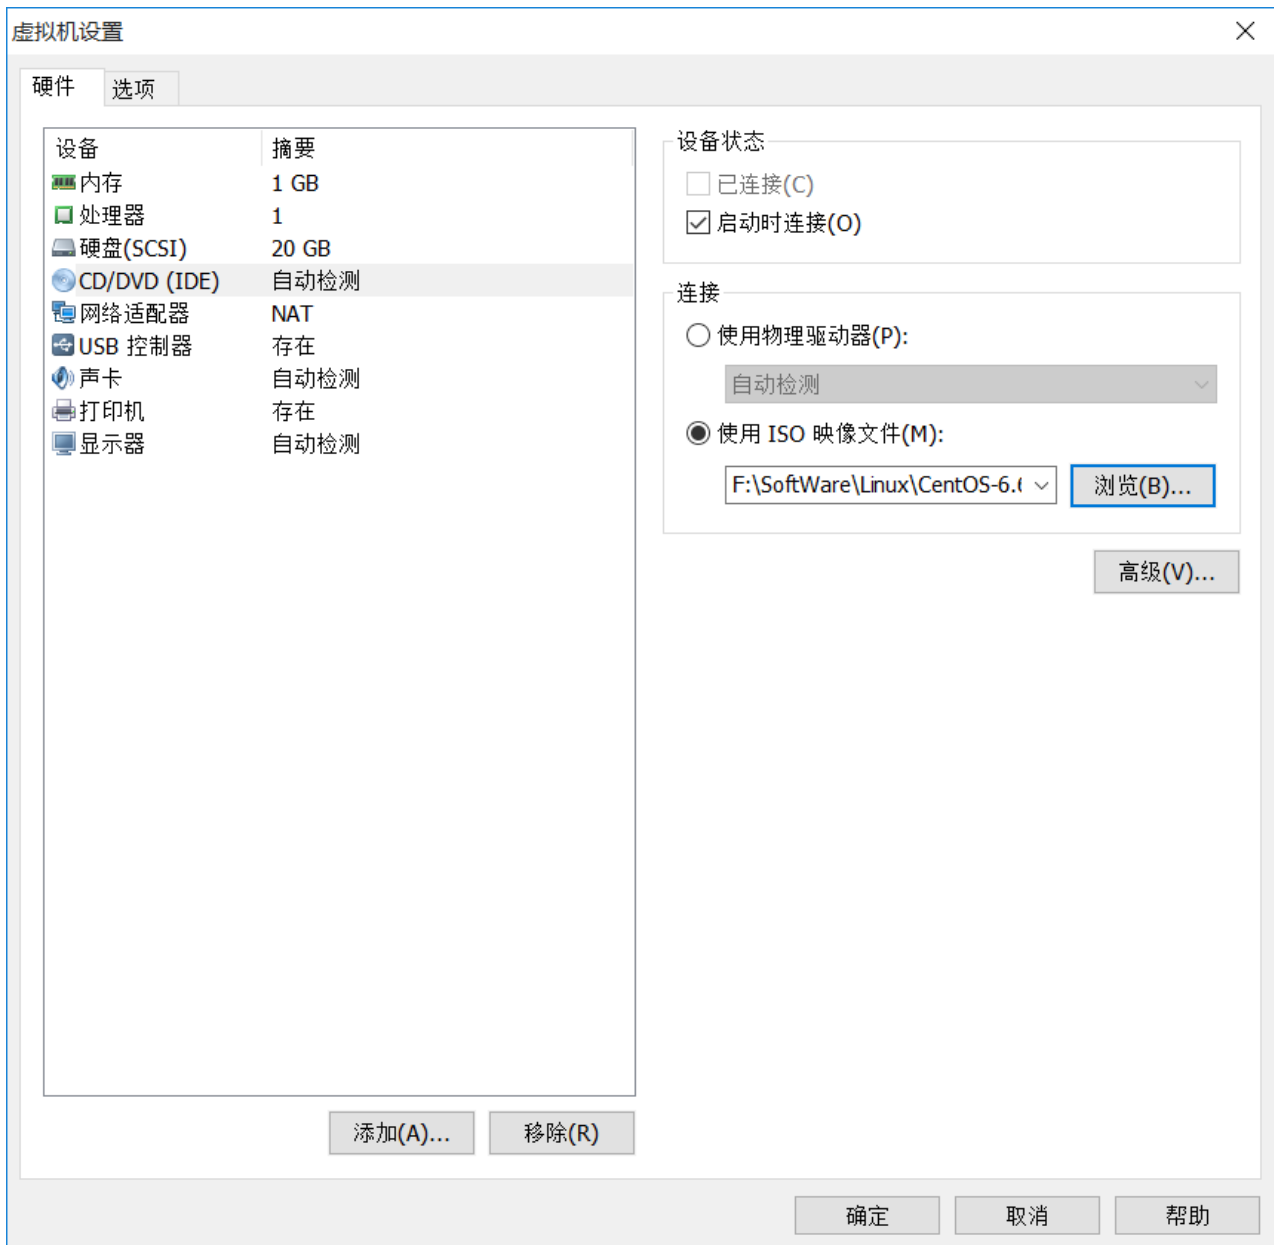 虚拟机设置
硬件 选项
设备 摘要
内存 1 GB
处理器 1
硬盘(SCSI) 20 GB
CD/DVD (IDE) 自动检测
网络适配器 NAT
USB 控制器 存在
声卡 自动检测
打印机 存在
显示器 自动检测
添加(A)... 移除(R)
设备状态
已连接(C)
启动时连接(O)
连接
使用物理驱动器(P):
自动检测
使用 ISO 映像文件(M):
F:\SoftWare\Linux\CentOS-6.6 浏览(B)...
高级(V)...
确定 取消 帮助